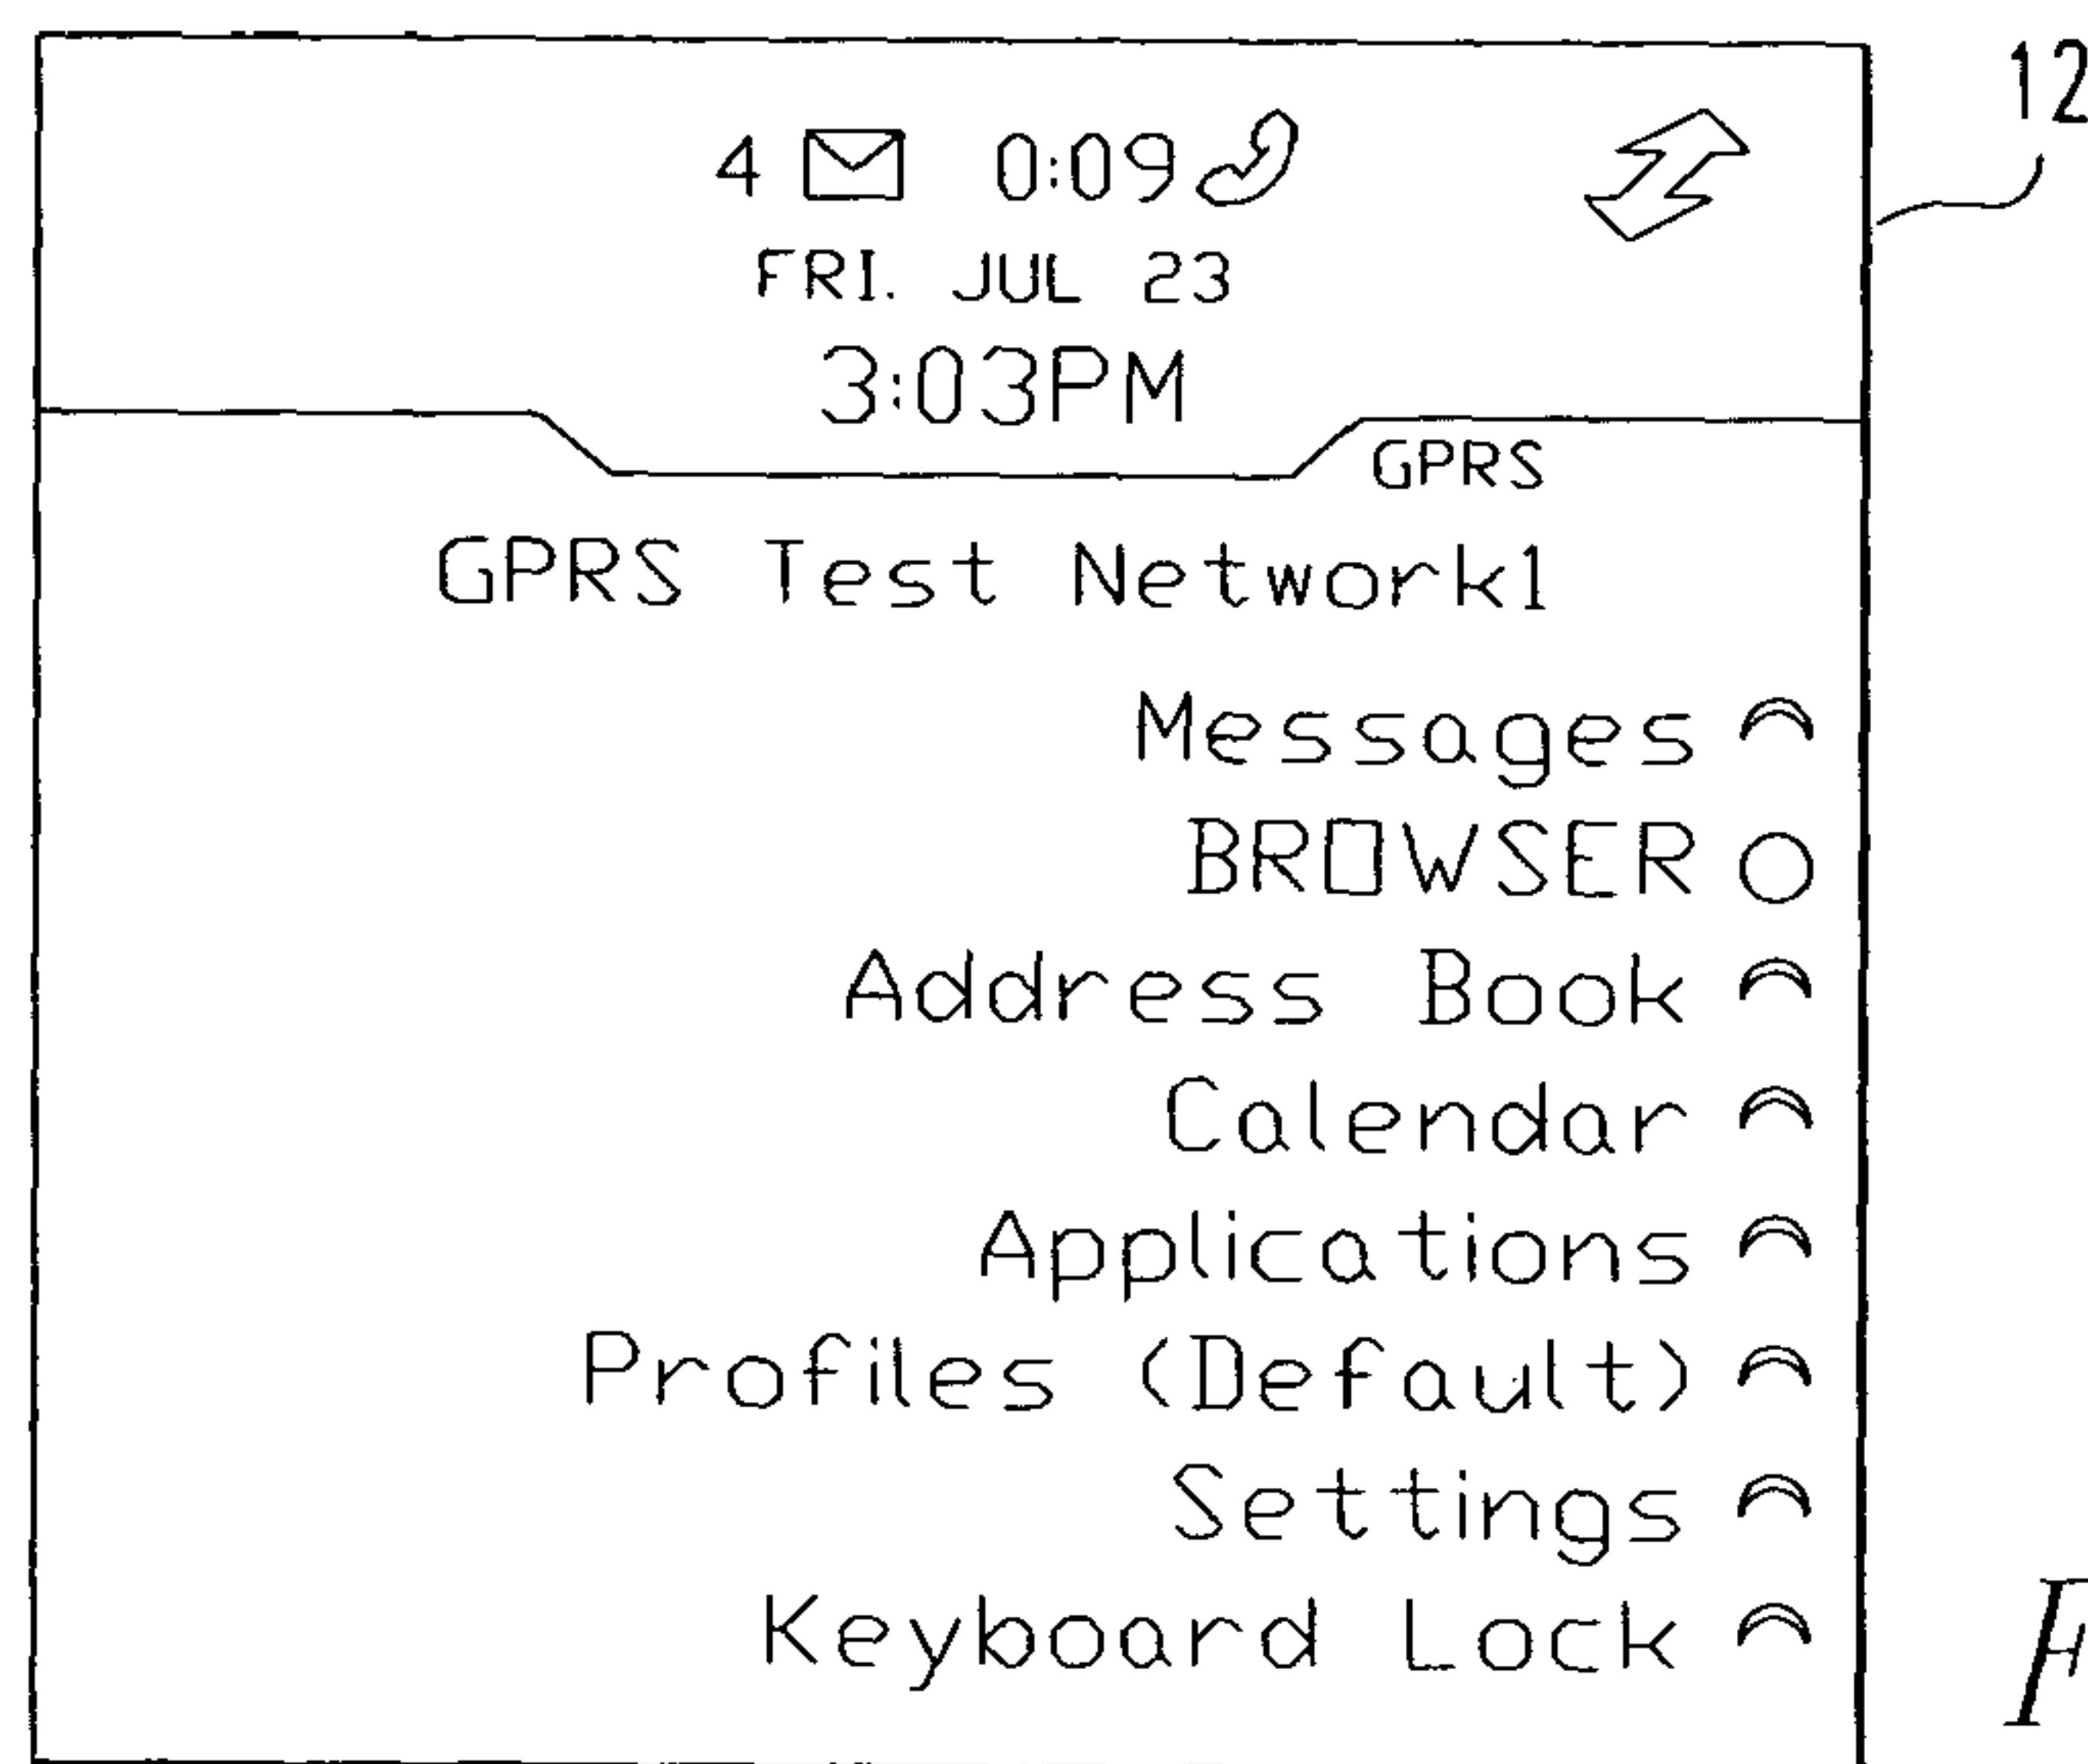 12
4 0:09
FRI. JUL 23
3:03PM
GPRS
GPRS Test Network1
Messages
BROWSER
Address Book
Calendar
Applications
Profiles (Default)
Settings
Keyboard Lock